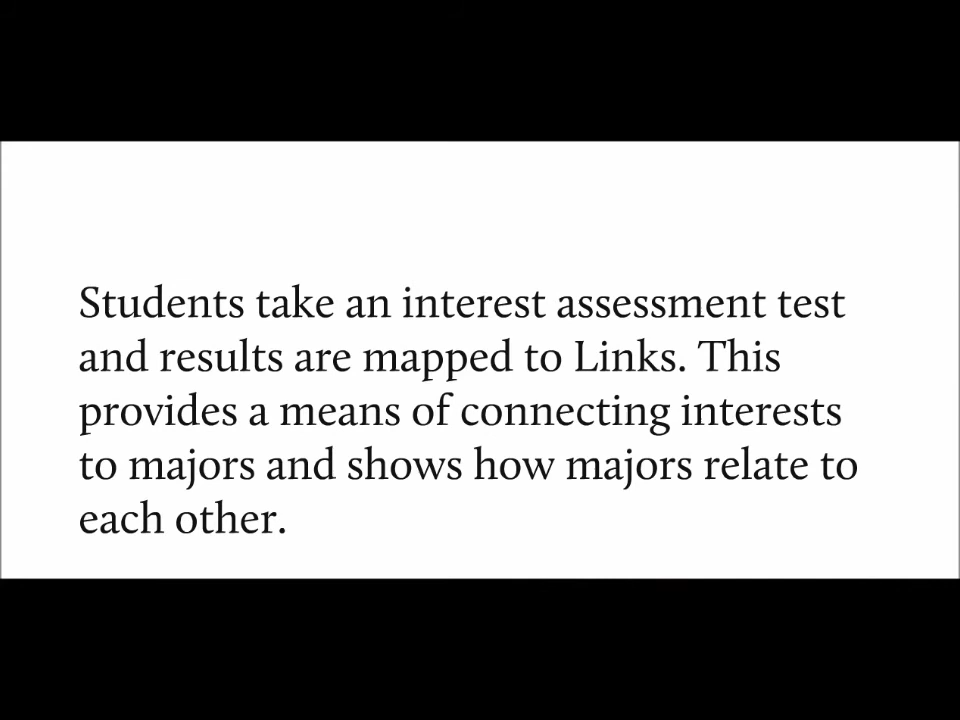 Students take an interest assessment test
and results are mapped to Links. This
provides a means of connecting interests
to majors and shows how majors relate to
each other.